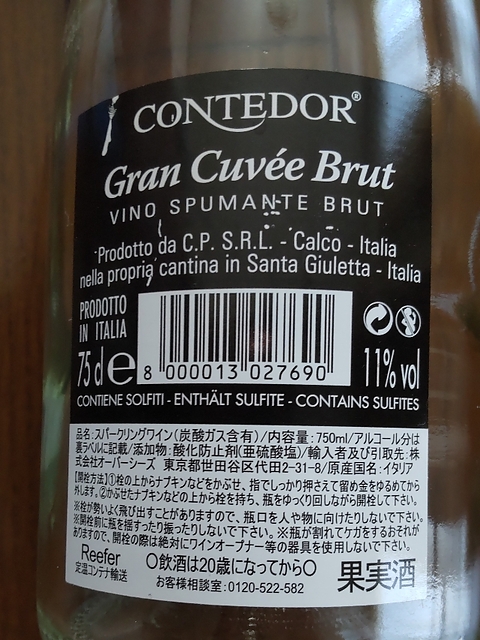 CONTEDOR®
Gran Cuvée Brut
VINO SPUMANTE BRUT
Prodotto da C.P. S.R.L. - Calco - Italia
nella propria cantina in Santa Giuletta - Italia
PRODOTTO
IN ITALIA
75 cl e
8 000013 027690
11% vol
CONTIENE SOLFITI - ENTHÄLT SULFITE - CONTAINS SULFITES
品名:スパークリングワイン(炭酸ガス含有)/内容量:750ml/アルコール分は
裏ラベルに記載/添加物:酸化防止剤(亜硫酸塩)/輸入者及び引取先:株
式会社オーバーシーズ 東京都世田谷区代田2-31-8/原産国名:イタリア
【開栓方法】①栓の上からナプキンなどをかぶせ、指でしっかり押さえて留め金をゆるめてから
外します。②かぶせたナプキンなどの上から栓を持ち、瓶をゆっくり回しながら開栓して下さい。
※栓が勢いよく飛び出すことがありますので、瓶口を人や物に向けたりしないで下さい。
※開栓前に瓶を揺すったり振ったりしないで下さい。※瓶が割れてケガをするおそれが
ありますので、開栓の際は絶対にワインオープナー等の器具を使用しないで下さい。
Reefer
定温コンテナ輸送
〇飲酒は20歳になってから〇
お客様相談室:0120-522-582
果実酒